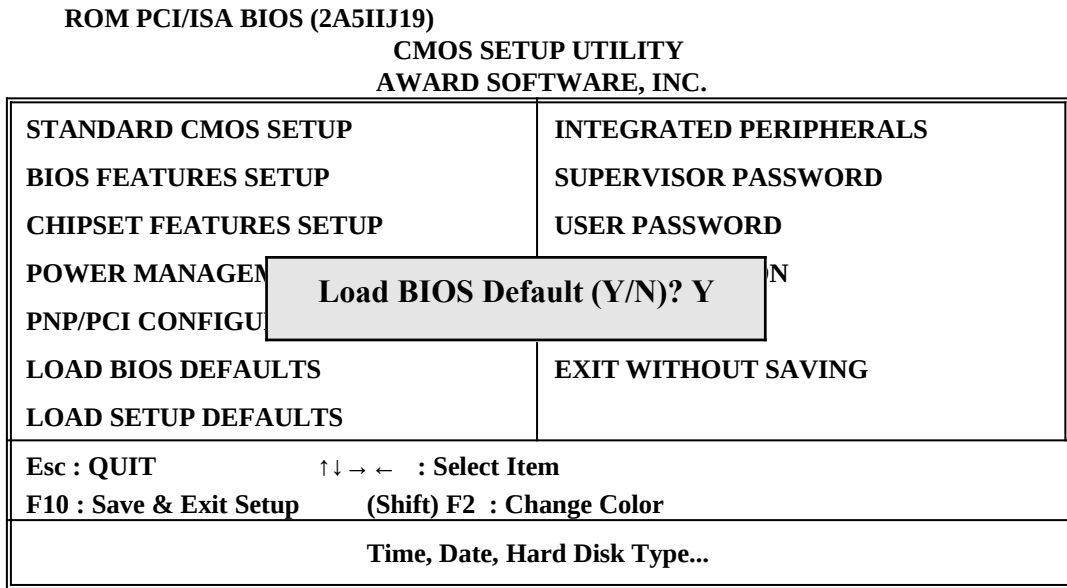 ROM PCI/ISA BIOS (2A5IIJ19)
CMOS SETUP UTILITY
AWARD SOFTWARE, INC.
STANDARD CMOS SETUP
INTEGRATED PERIPHERALS
BIOS FEATURES SETUP
SUPERVISOR PASSWORD
CHIPSET FEATURES SETUP
USER PASSWORD
POWER
Load BIOS Default (Y/N)? Y
PNP/PCI
LOAD BIOS DEFAULTS
EXIT WITHOUT SAVING
LOAD SETUP DEFAULTS
Esc : QUIT ↑↓→← : Select Item
F10 : Save & Exit Setup (Shift) F2 : Change Color
Time, Date, Hard Disk Type...